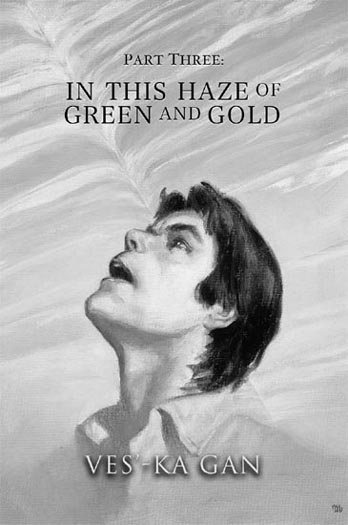 PART THREE:
IN THIS HAZE OF
GREEN AND GOLD
VES'-KA GAN